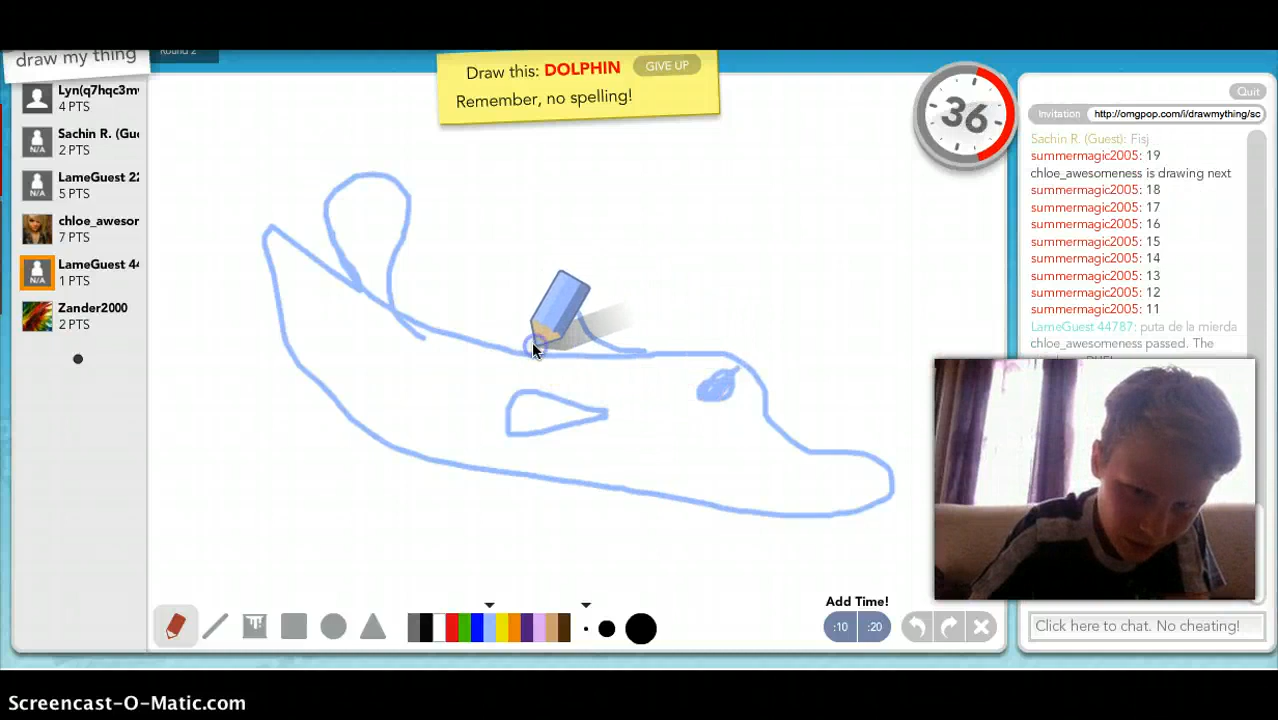 draw my thing
Round 2
Draw this: DOLPHIN
GIVE UP
Remember, no spelling!
36
Lyn(q7hqc3m
4 PTS
Sachin R. (Gue
2 PTS
LameGuest 22
5 PTS
chloe_awesom
7 PTS
LameGuest 44
1 PTS
Zander2000
2 PTS
N/A
N/A
N/A
Quit
Invitation
http://omgpop.com/i/drawmything/sc
Sachin R. (Guest): Fisj
summermagic2005: 19
chloe_awesomeness is drawing next
summermagic2005: 18
summermagic2005: 17
summermagic2005: 16
summermagic2005: 15
summermagic2005: 14
summermagic2005: 13
summermagic2005: 12
summermagic2005: 11
LameGuest 44787: puta de la mierda
chloe_awesomeness passed. The
Add Time!
:10
:20
Click here to chat. No cheating!
Screencast-O-Matic.com